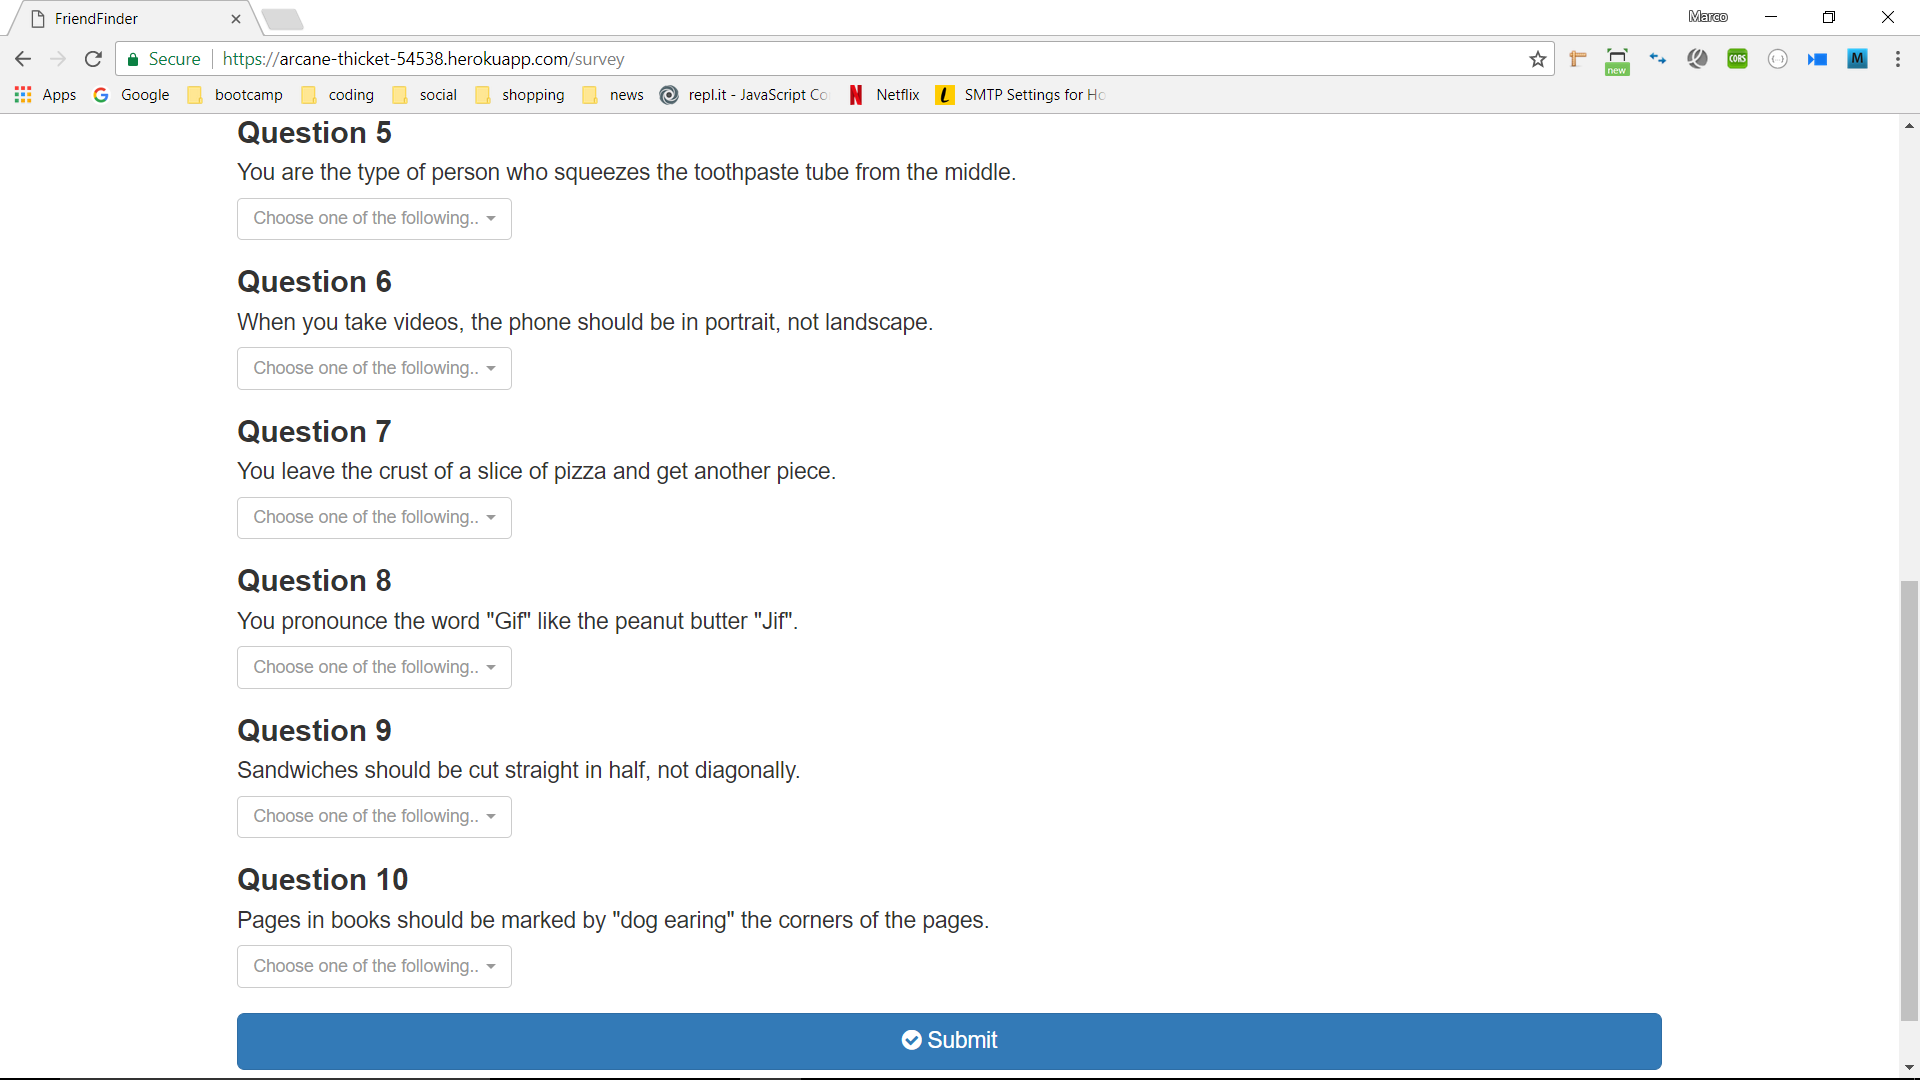 FriendFinder
Marco
Secure https://arcane-thicket-54538.herokuapp.com/survey
new
CORS
M
Apps Google bootcamp coding social shopping news repl.it - JavaScript Co Netflix SMTP Settings for Ho
Question 5
You are the type of person who squeezes the toothpaste tube from the middle.
Choose one of the following..
Question 6
When you take videos, the phone should be in portrait, not landscape.
Choose one of the following..
Question 7
You leave the crust of a slice of pizza and get another piece.
Choose one of the following..
Question 8
You pronounce the word "Gif" like the peanut butter "Jif".
Choose one of the following..
Question 9
Sandwiches should be cut straight in half, not diagonally.
Choose one of the following..
Question 10
Pages in books should be marked by "dog earing" the corners of the pages.
Choose one of the following..
Submit